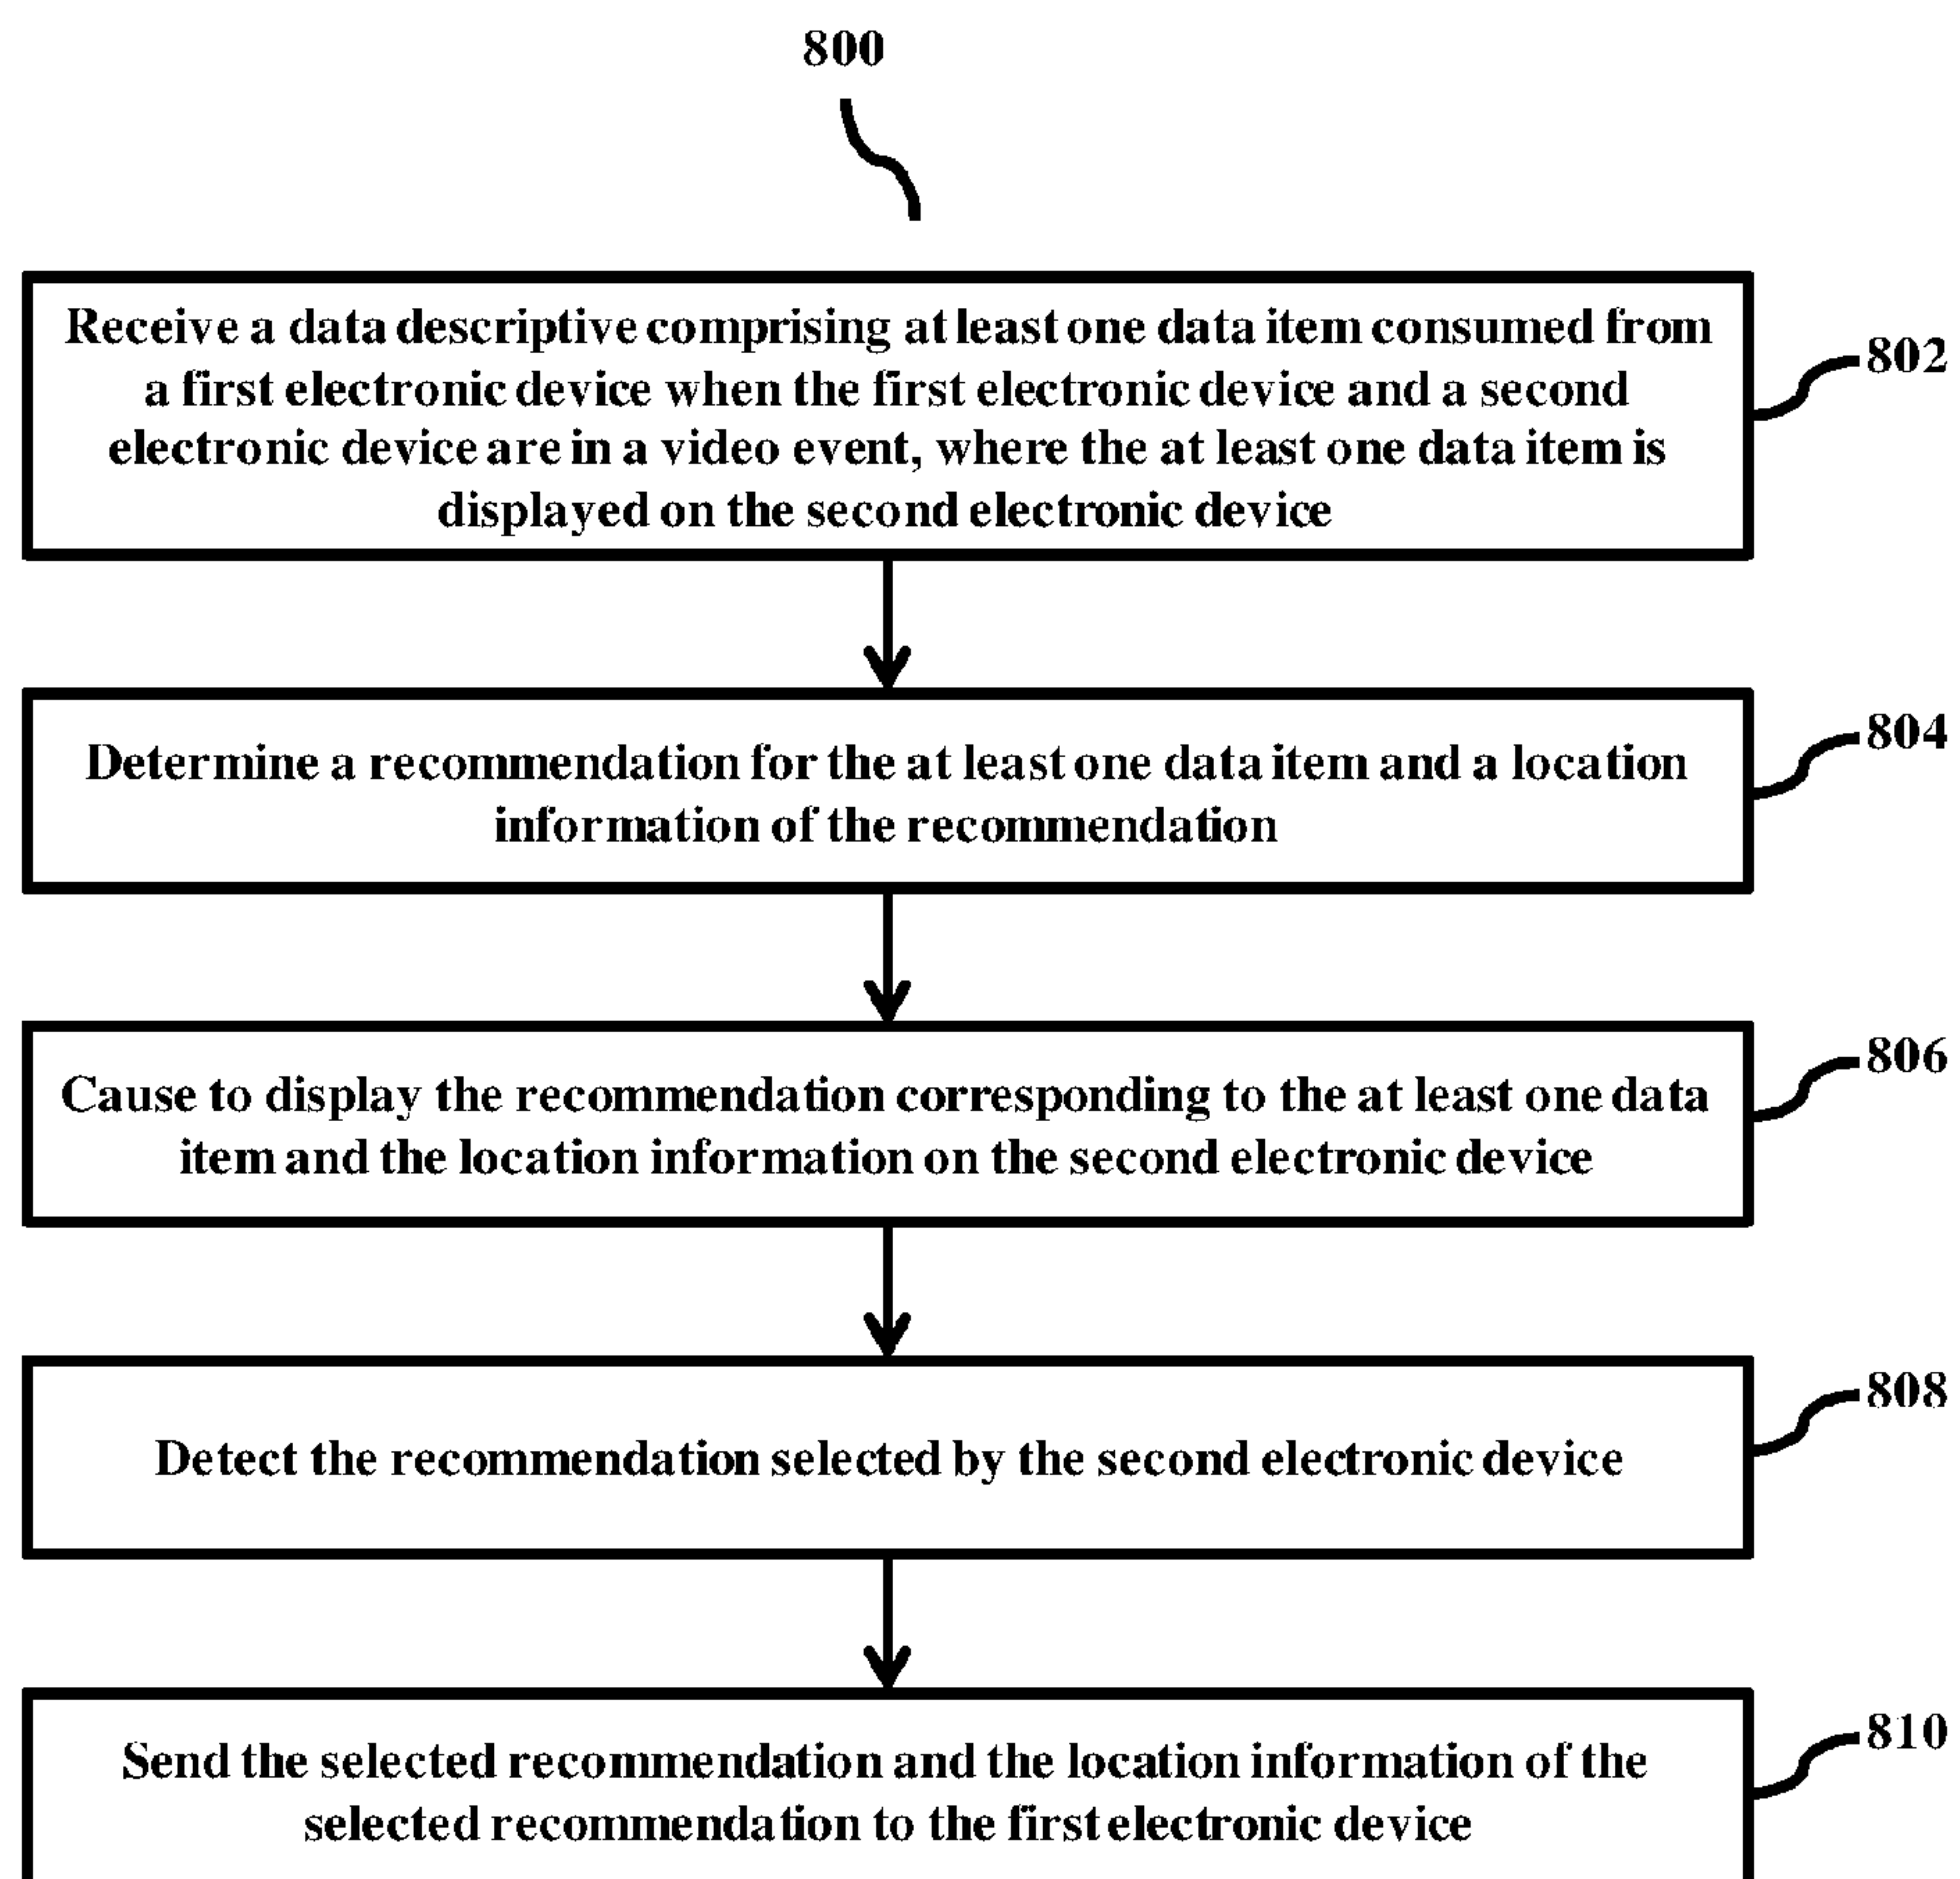 800
Receive a data descriptive comprising at least one data item consumed from
a first electronic device when the first electronic device and a second
electronic device are in a video event, where the at least one data item is
displayed on the second electronic device
802
Determine a recommendation for the at least one data item and a location
information of the recommendation
804
Cause to display the recommendation corresponding to the at least one data
item and the location information on the second electronic device
806
Detect the recommendation selected by the second electronic device
808
Send the selected recommendation and the location information of the
selected recommendation to the first electronic device
810